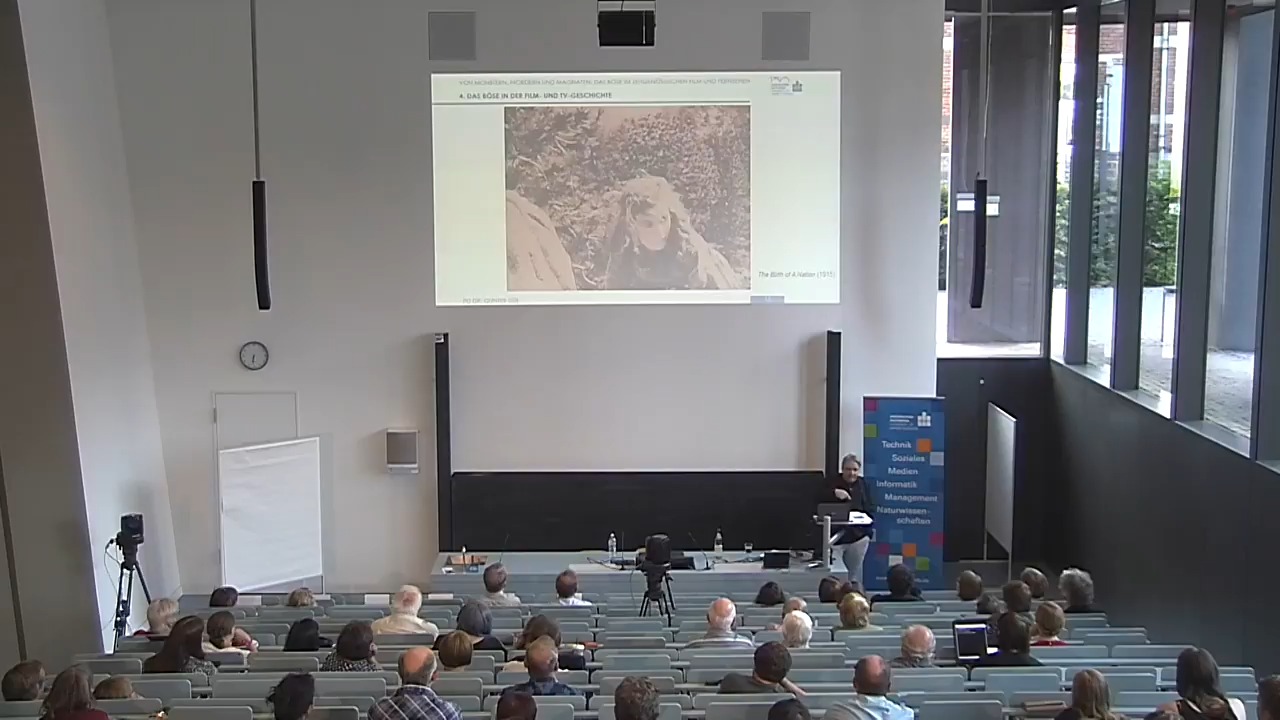 VON MONSTERN, MÖRDERN UND MAGNATEN: DAS BÖSE IM ZEITGENÖSSISCHEN FILM UND FERNSEHEN
4. DAS BÖSE IN DER FILM- UND TV-GESCHICHTE
The Birth of A Nation (1915)
Technik
Soziales
Medien
Informatik
Management
Naturwissen-
schaften